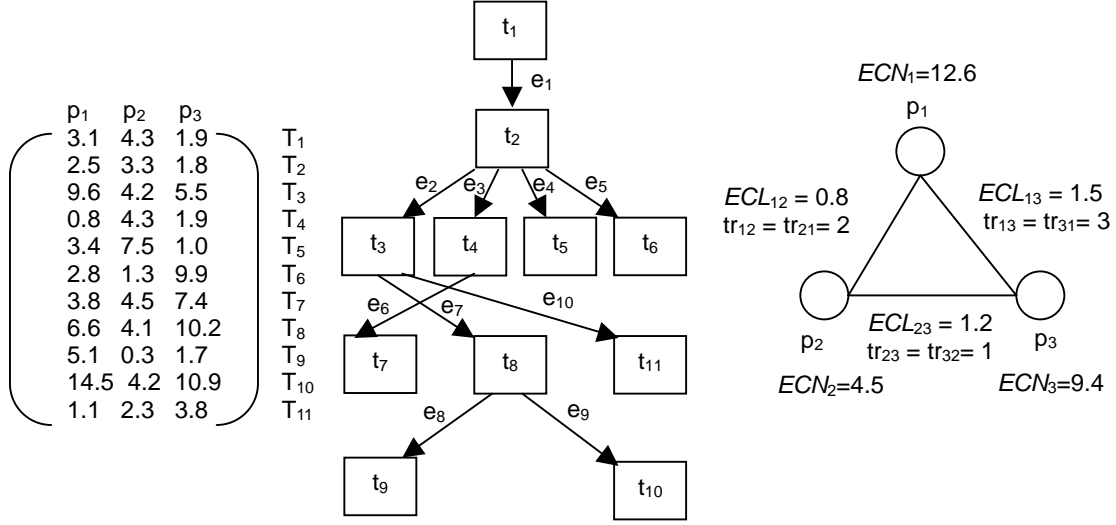 p₁ p₂ p₃
3.1 4.3 1.9 T₁
2.5 3.3 1.8 T₂
9.6 4.2 5.5 T₃
0.8 4.3 1.9 T₄
3.4 7.5 1.0 T₅
2.8 1.3 9.9 T₆
3.8 4.5 7.4 T₇
6.6 4.1 10.2 T₈
5.1 0.3 1.7 T₉
14.5 4.2 10.9 T₁₀
1.1 2.3 3.8 T₁₁
t₁
e₁
t₂
e₂ e₃ e₄ e₅
t₃ t₄ t₅ t₆
e₆ e₇ e₁₀
t₇ t₈ t₁₁
e₈ e₉
t₉ t₁₀
ECN₁=12.6
p₁
ECL₁₂ = 0.8
tr₁₂ = tr₂₁= 2
ECL₁₃ = 1.5
tr₁₃ = tr₃₁= 3
ECL₂₃ = 1.2
tr₂₃ = tr₃₂= 1
p₂ p₃
ECN₂=4.5 ECN₃=9.4